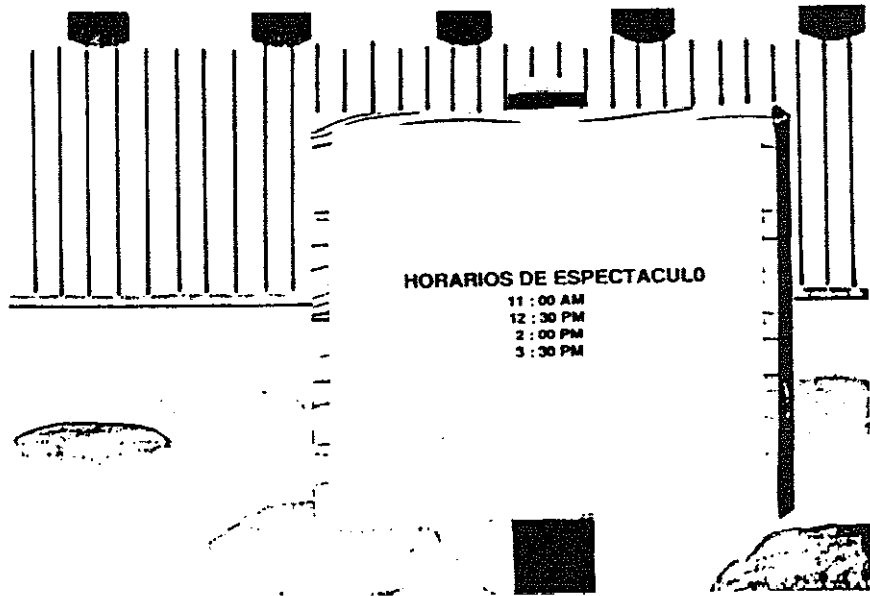 HORARIOS DE ESPECTACULO
11 : 00 AM
12 : 30 PM
2 : 00 PM
3 : 30 PM